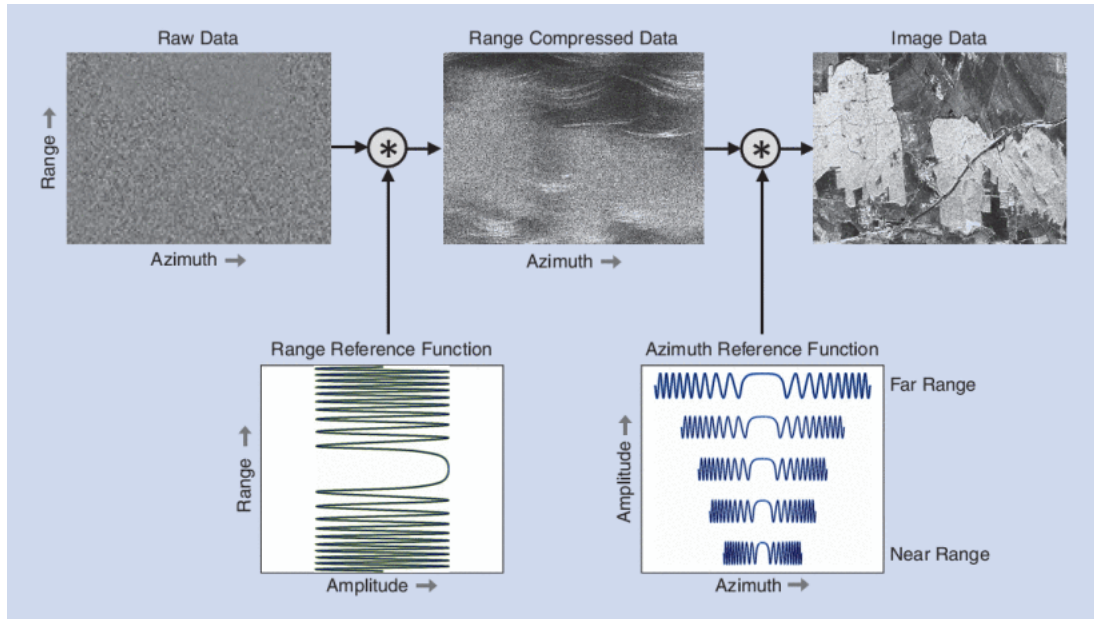 Raw Data
Range Compressed Data
Image Data
Range →
*
*
Azimuth →
Azimuth →
Range Reference Function
Azimuth Reference Function
Far Range
Range →
Amplitude →
Near Range
Amplitude →
Azimuth →